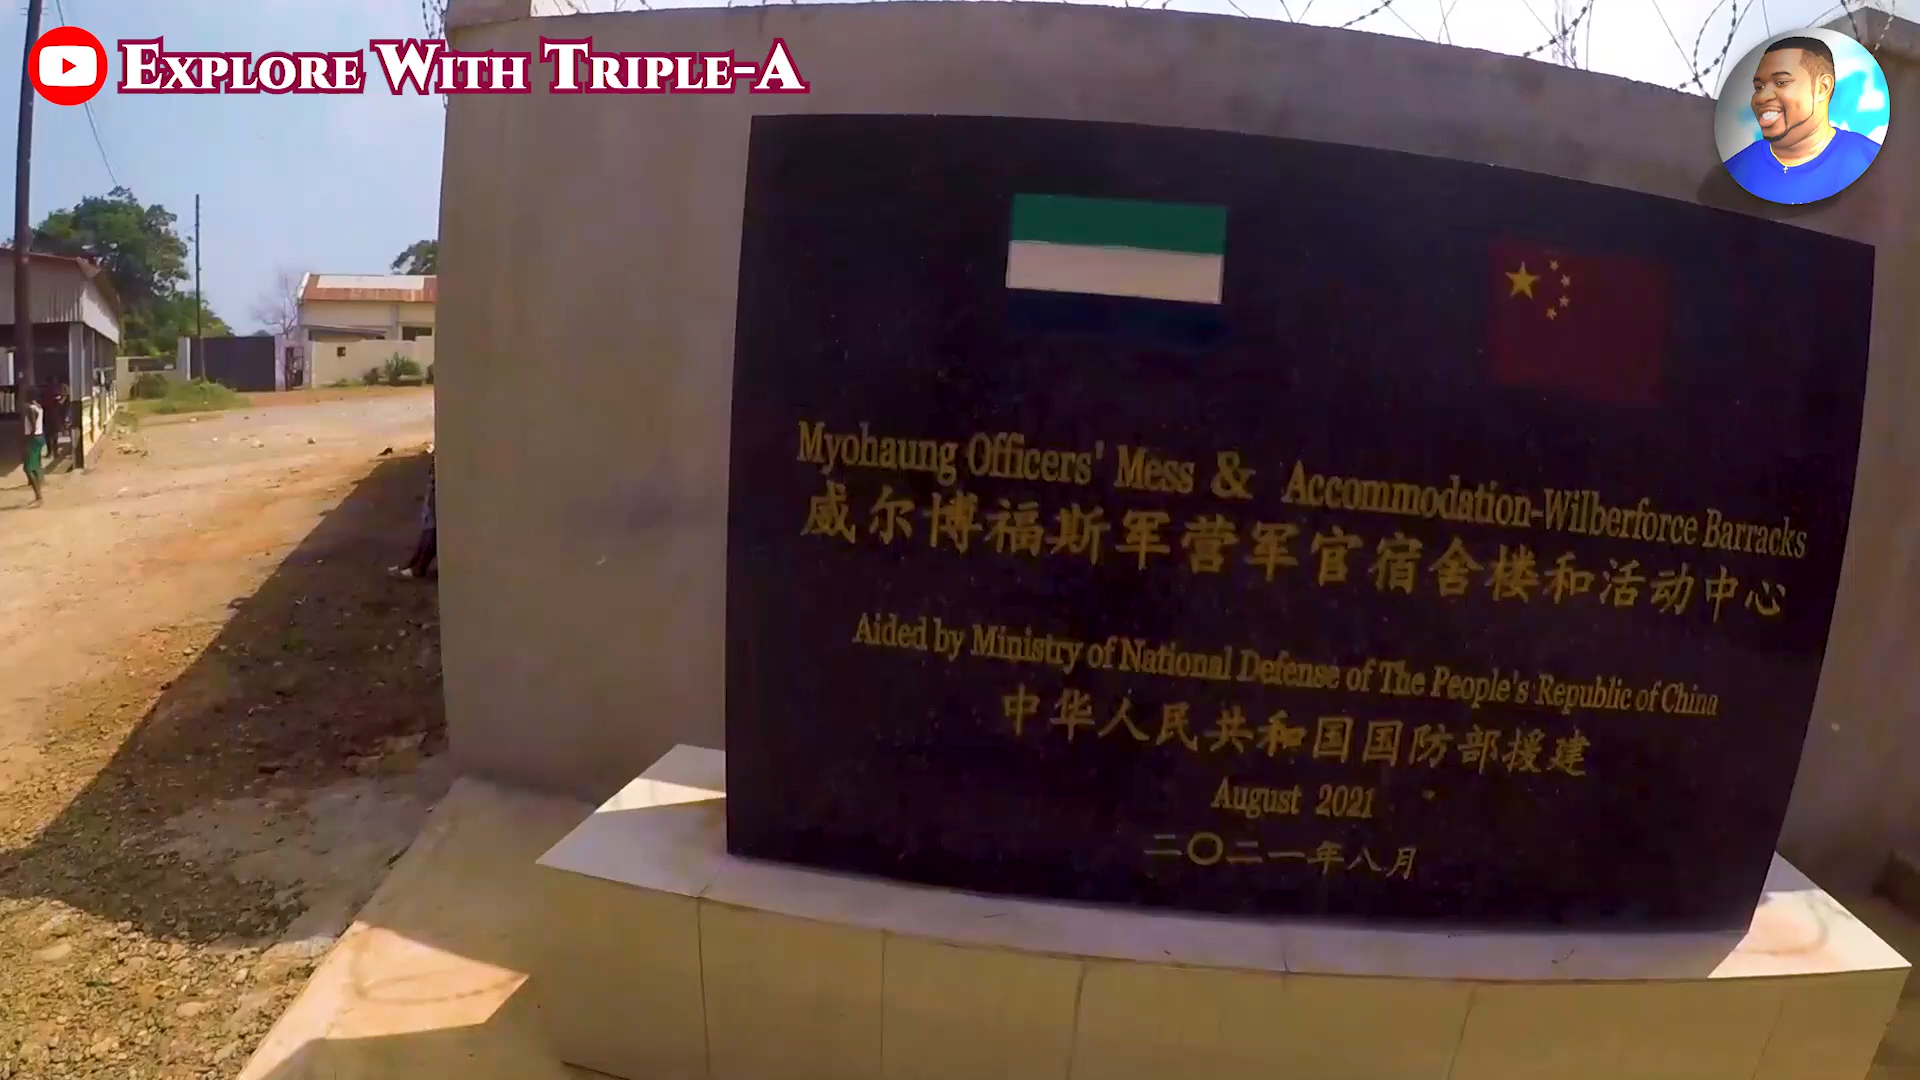 Explore With Triple-A
Myohaung Officers' Mess & Accommodation-Wilberforce Barracks
威尔博福斯军营军官宿舍楼和活动中心
Aided by Ministry of National Defense of The People's Republic of China
中华人民共和国国防部援建
August 2021
二〇二一年八月